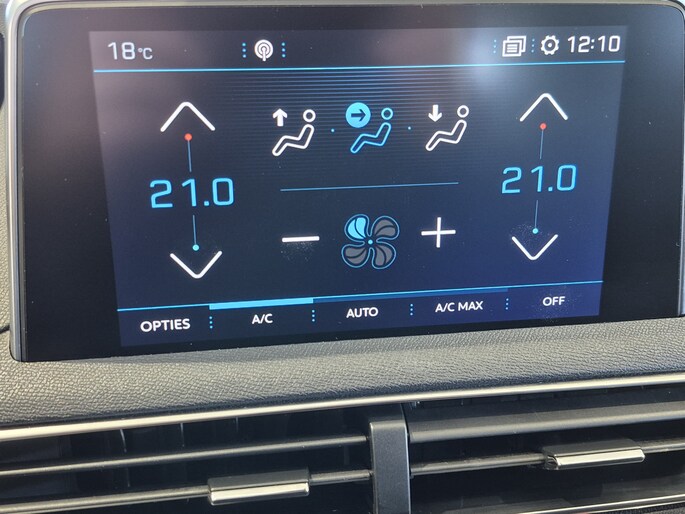 18°C 12:10
21.0 21.0
OPTIES A/C AUTO A/C MAX OFF